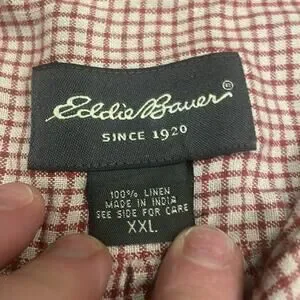 Eddie Bauer®
SINCE 1920
100% LINEN
MADE IN INDIA
SEE SIDE FOR CARE
XXL